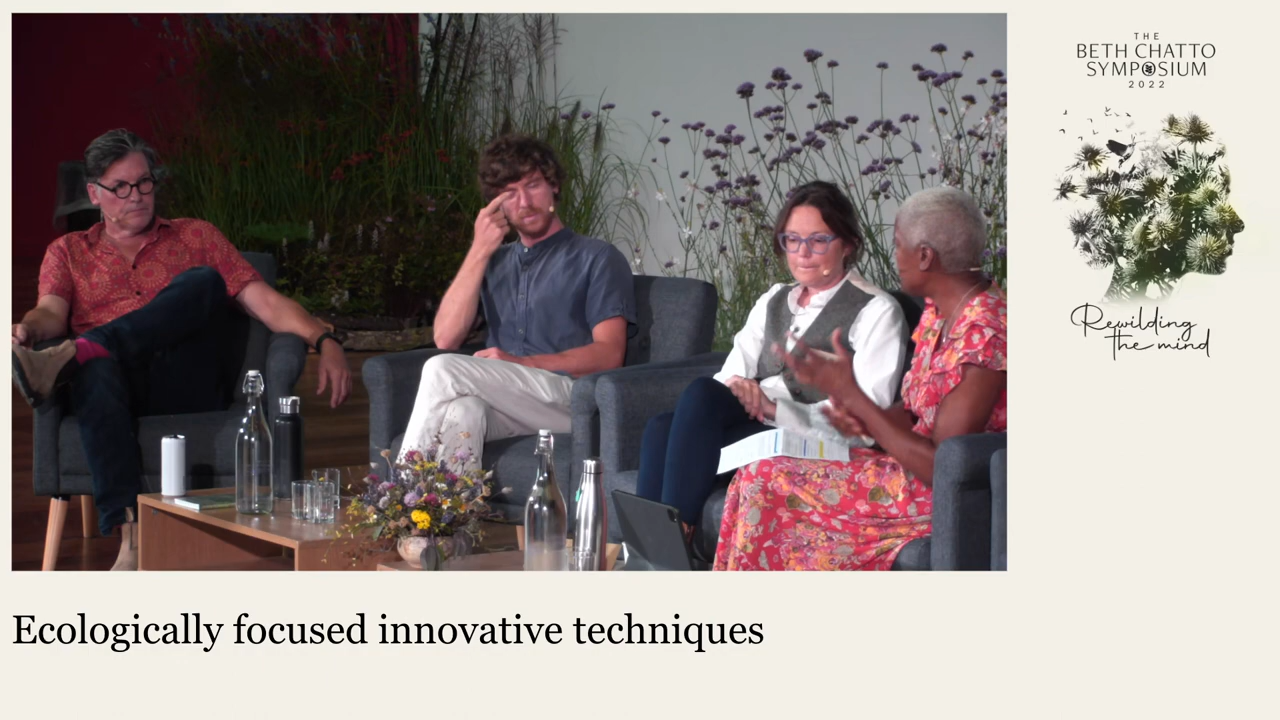 THE
BETH CHATTO
SYMPOSIUM
2022
Rewilding
the mind
Ecologically focused innovative techniques